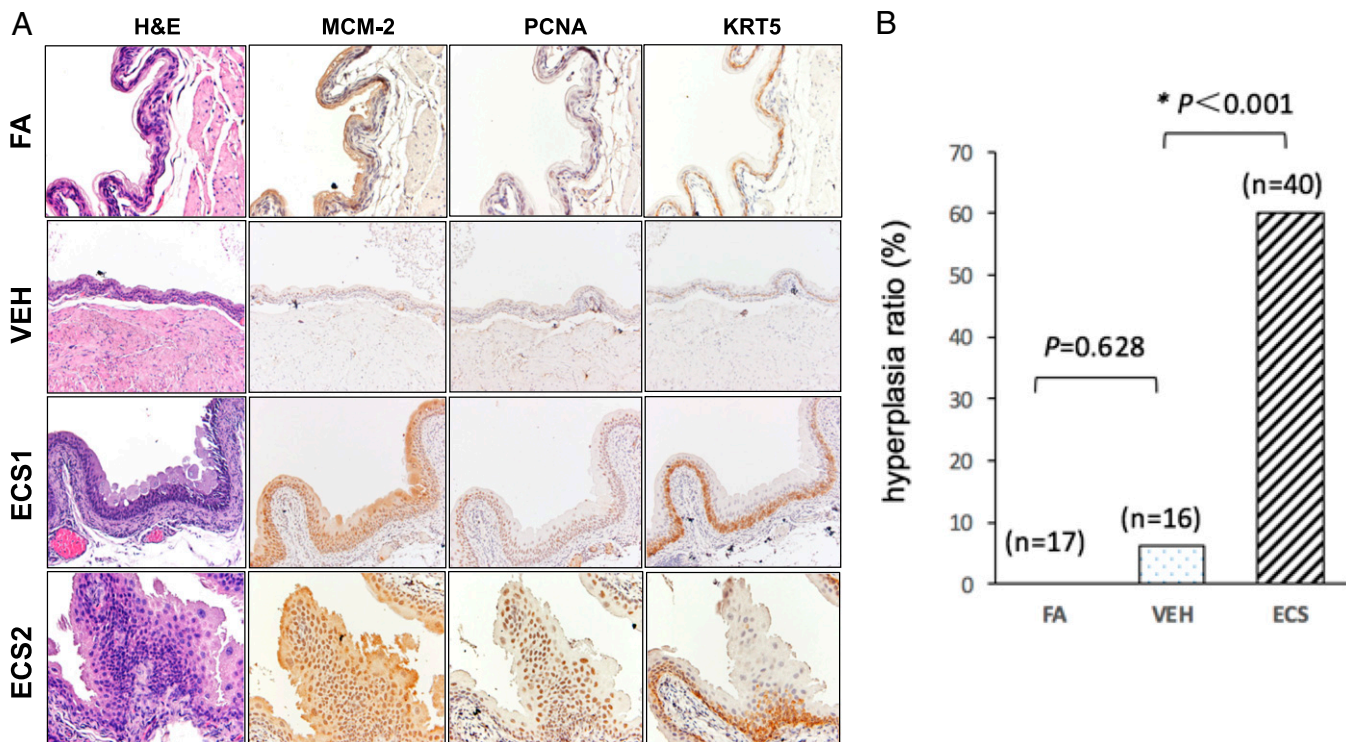 A
H&E MCM-2 PCNA KRT5
FA
VEH
ECS1
ECS2
B
* P<0.001
70
(n=40)
60
50
40
P=0.628
30
20
10
(n=17)
(n=16)
0
hyperplasia ratio (%)
FA VEH ECS